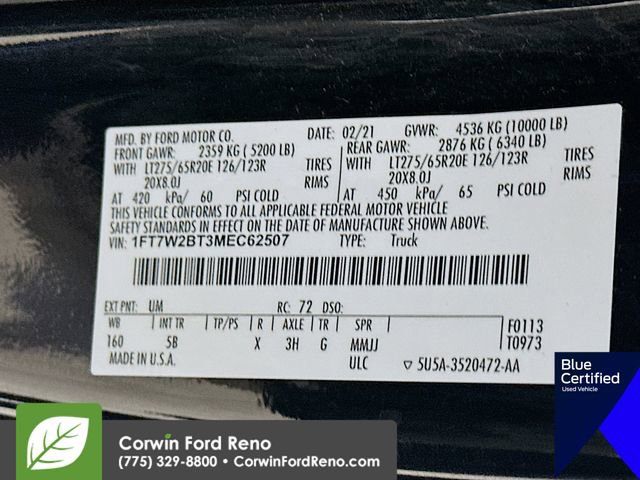 MFD. BY FORD MOTOR CO. DATE: 02/21 GVWR: 4536 KG (10000 LB)
FRONT GAWR: 2359 KG ( 5200 LB) REAR GAWR: 2876 KG ( 6340 LB)
WITH LT275/65R20E 126/123R TIRES WITH LT275/65R20E 126/123R TIRES
20X8.0J RIMS 20X8.0J RIMS
AT 420 kPa/ 60 PSI COLD AT 450 kPa/ 65 PSI COLD
THIS VEHICLE CONFORMS TO ALL APPLICABLE FEDERAL MOTOR VEHICLE
SAFETY STANDARDS IN EFFECT ON THE DATE OF MANUFACTURE SHOWN ABOVE.
VIN: 1FT7W2BT3MEC62507 TYPE: Truck
EXT PNT: UM RC: 72 DSO:
WB INT TR TP/PS R AXLE TR SPR F0113
160 5B X 3H G MMJJ T0973
MADE IN U.S.A. ULC ▽ 5U5A-3520472-AA
Blue
Certified
Used Vehicle
Corwin Ford Reno
(775) 329-8800 • CorwinFordReno.com